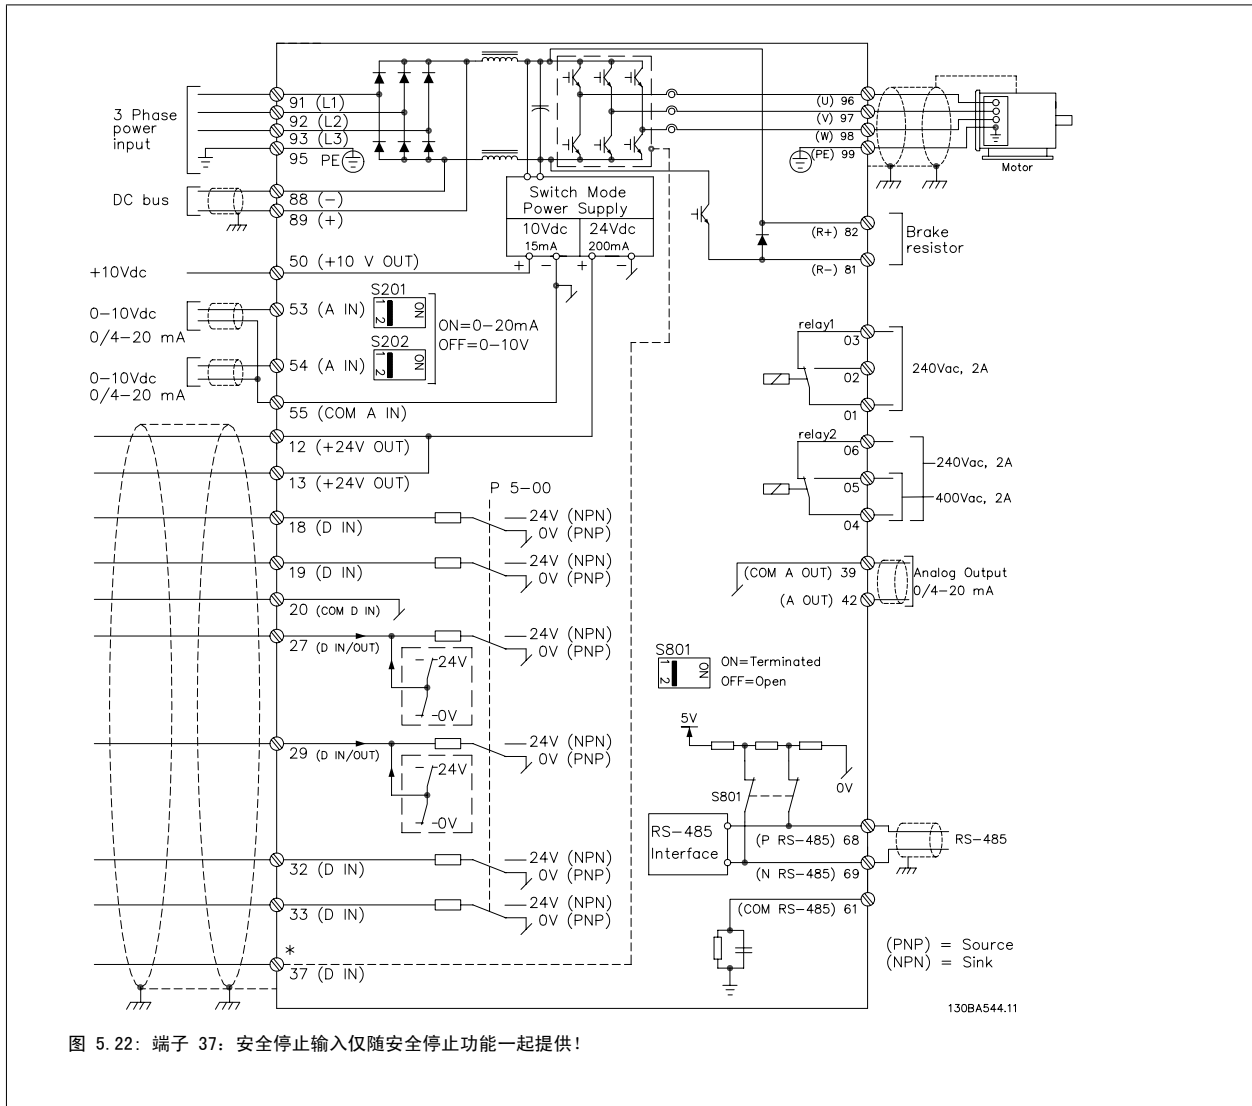 3 Phase
power
input
91 (L1)
92 (L2)
93 (L3)
95 PE
DC bus
88 (-)
89 (+)
+10Vdc
50 (+10 V OUT)
0-10Vdc
0/4-20 mA
53 (A IN)
S201
1 2
ON
ON=0-20mA
OFF=0-10V
0-10Vdc
0/4-20 mA
54 (A IN)
S202
1 2
ON
55 (COM A IN)
12 (+24V OUT)
13 (+24V OUT)
P 5-00
18 (D IN)
24V (NPN)
0V (PNP)
19 (D IN)
24V (NPN)
0V (PNP)
20 (COM D IN)
27 (D IN/OUT)
24V (NPN)
0V (PNP)
24V
0V
29 (D IN/OUT)
24V (NPN)
0V (PNP)
24V
0V
32 (D IN)
24V (NPN)
0V (PNP)
33 (D IN)
24V (NPN)
0V (PNP)
*
37 (D IN)
Switch Mode
Power Supply
10Vdc
15mA
24Vdc
200mA
+ - + -
(U) 96
(V) 97
(W) 98
(PE) 99
Motor
(R+) 82
Brake
resistor
(R-) 81
relay1
03
02
01
240Vac, 2A
relay2
06
05
04
240Vac, 2A
400Vac, 2A
(COM A OUT) 39
(A OUT) 42
Analog Output
0/4-20 mA
S801
1 2
ON
ON=Terminated
OFF=Open
5V
S801
0V
RS-485
Interface
(P RS-485) 68
(N RS-485) 69
RS-485
(COM RS-485) 61
(PNP) = Source
(NPN) = Sink
130BA544.11
图 5.22: 端子 37: 安全停止输入仅随安全停止功能一起提供!